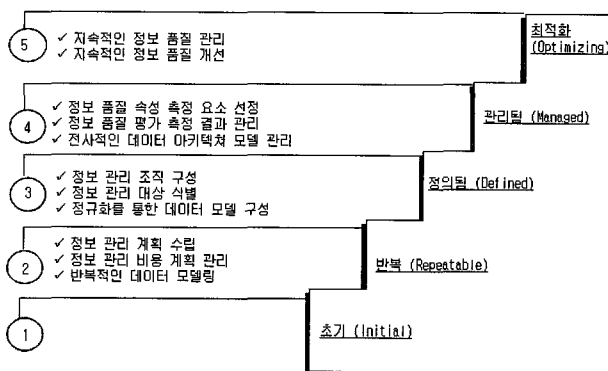 5
✓ 지속적인 정보 품질 관리
✓ 지속적인 정보 품질 개선
최적화
(Optimizing)
4
✓ 정보 품질 속성 측정 요소 선정
✓ 정보 품질 평가 측정 결과 관리
✓ 전사적인 데이터 아키텍쳐 모델 관리
관리됨 (Managed)
3
✓ 정보 관리 조직 구성
✓ 정보 관리 대상 식별
✓ 정규화를 통한 데이터 모델 구성
정의됨 (Defined)
2
✓ 정보 관리 계획 수립
✓ 정보 관리 비용 계획 관리
✓ 반복적인 데이터 모델링
반복 (Repeatable)
1
초기 (Initial)